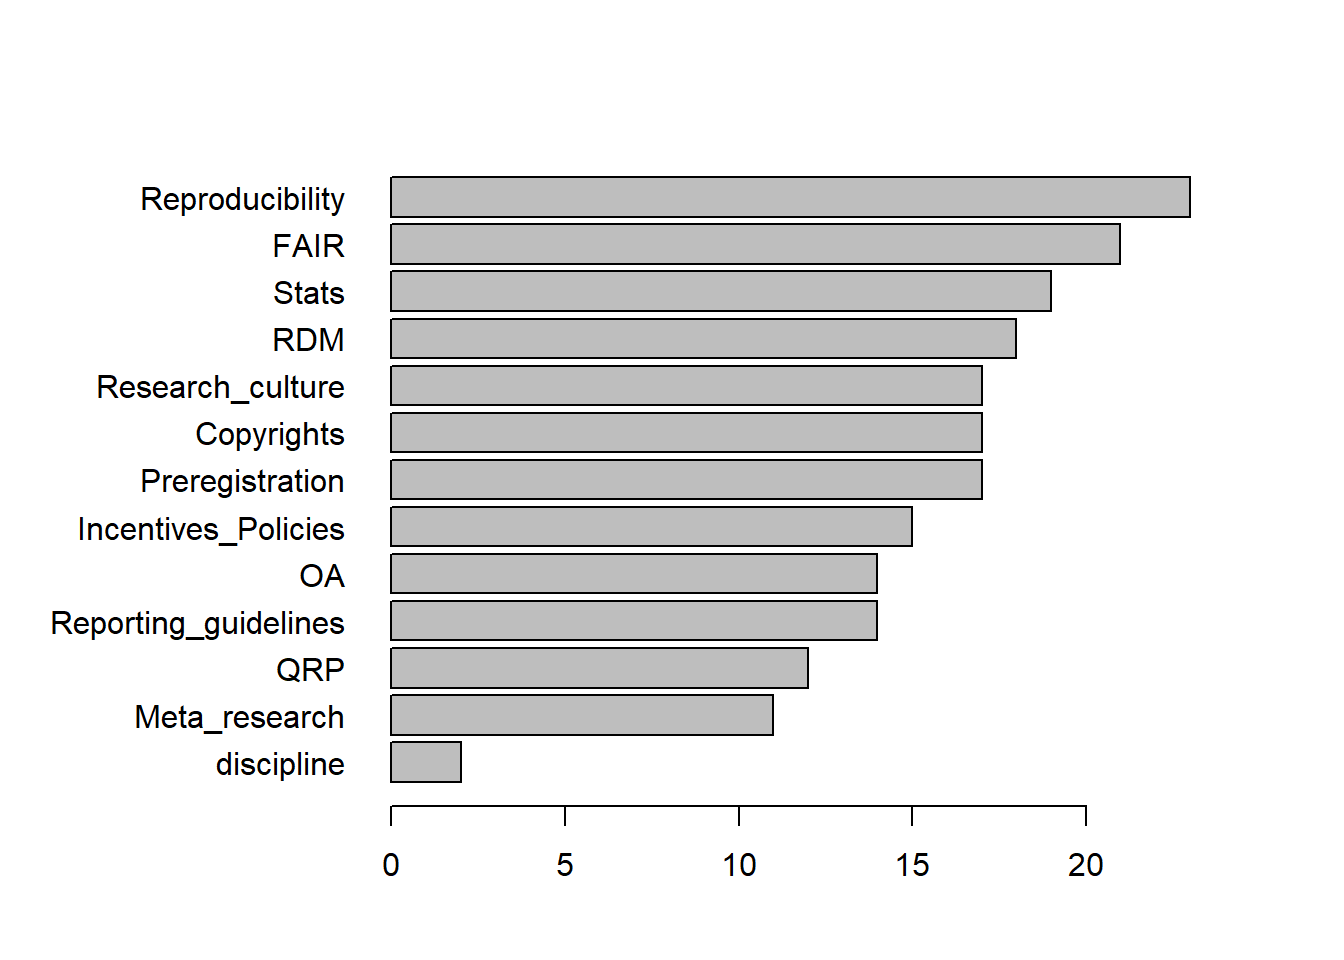 Reproducibility
FAIR
Stats
RDM
Research_culture
Copyrights
Preregistration
Incentives_Policies
OA
Reporting_guidelines
QRP
Meta_research
discipline
0 5 10 15 20